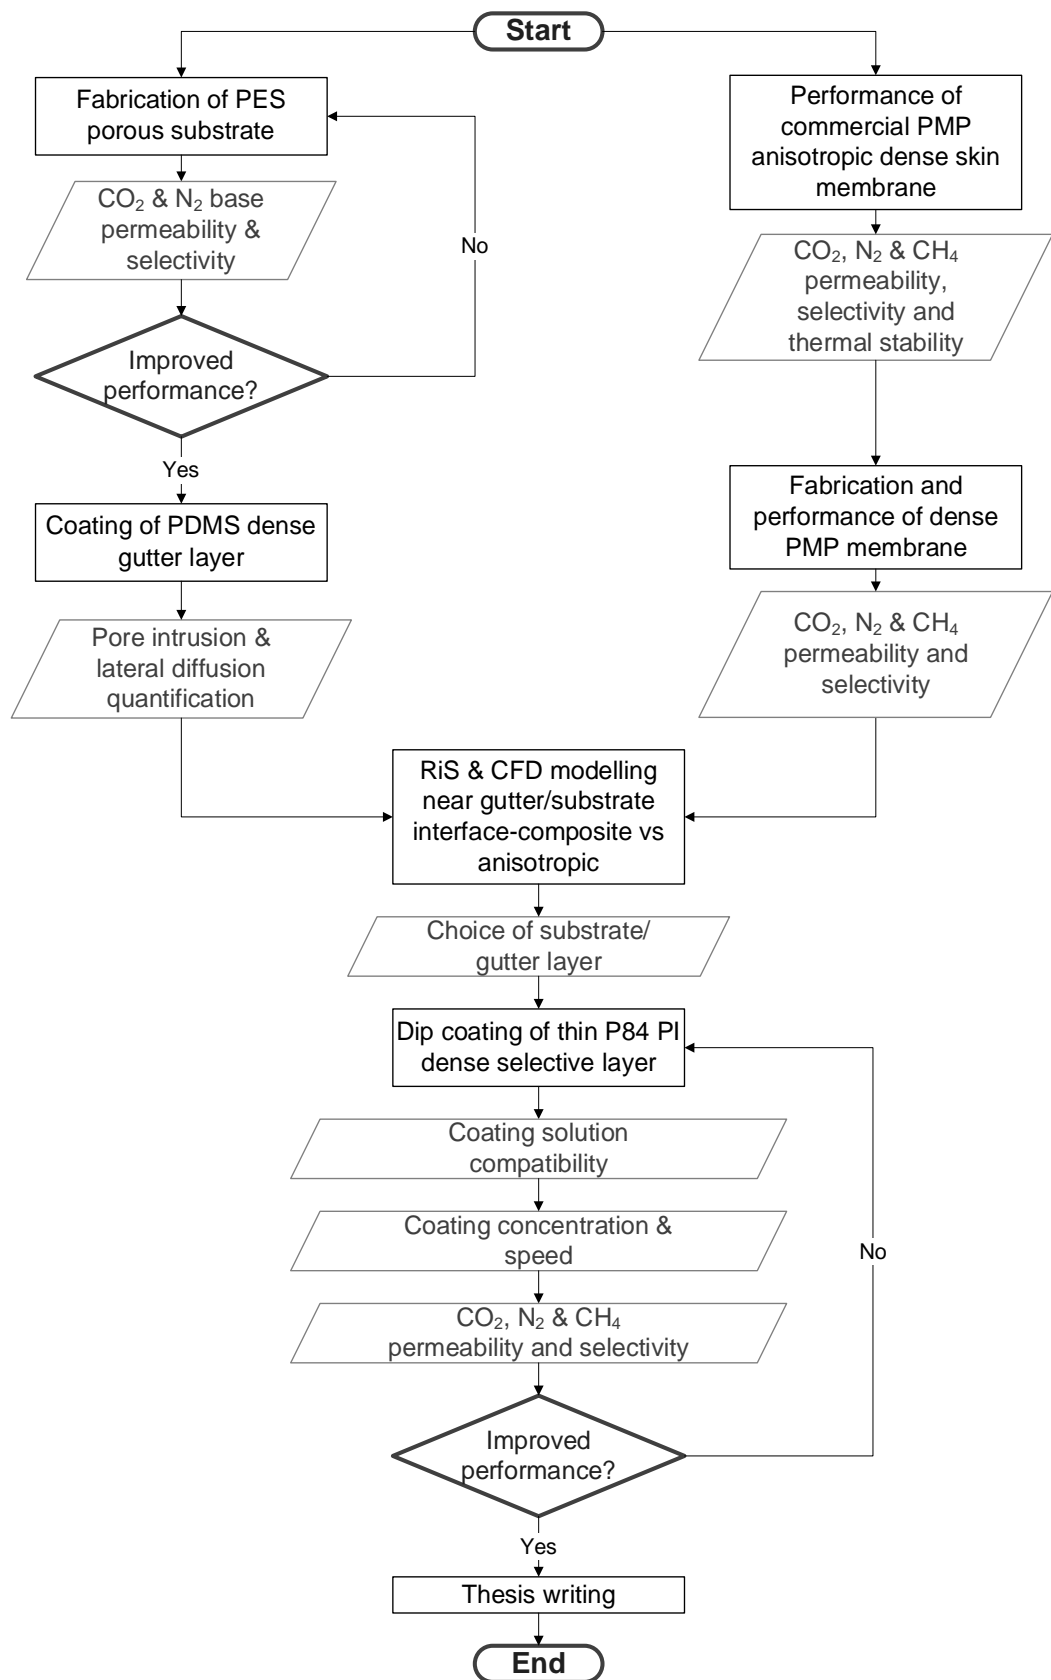 Start
Fabrication of PES
porous substrate
CO₂ & N₂ base
permeability &
selectivity
No
Improved
performance?
Yes
Coating of PDMS dense
gutter layer
Pore intrusion &
lateral diffusion
quantification
Performance of
commercial PMP
anisotropic dense skin
membrane
CO₂, N₂ & CH₄
permeability,
selectivity and
thermal stability
Fabrication and
performance of dense
PMP membrane
CO₂, N₂ & CH₄
permeability and
selectivity
RiS & CFD modelling
near gutter/substrate
interface-composite vs
anisotropic
Choice of substrate/
gutter layer
Dip coating of thin P84 PI
dense selective layer
Coating solution
compatibility
Coating concentration &
speed
No
CO₂, N₂ & CH₄
permeability and selectivity
Improved
performance?
Yes
Thesis writing
End